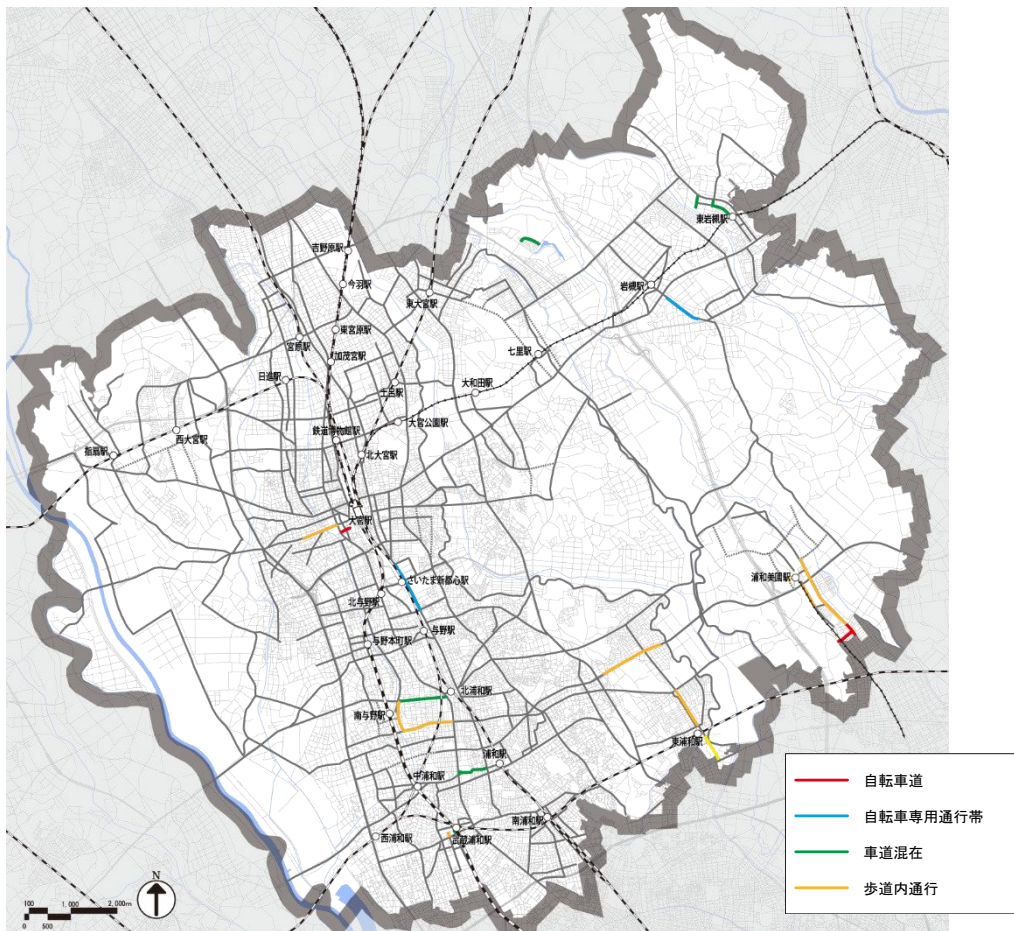 東岩槻駅
吉野原駅
今羽駅
岩槻駅
東大宮駅
東宮原駅
宮原駅
加茂宮駅
七里駅
日進駅
土呂駅
大和田駅
大宮公園駅
鉄道博物館駅
西大宮駅
指扇駅
北大宮駅
大宮駅
さいたま新都心駅
浦和美園駅
北与野駅
与野駅
与野本町駅
北浦和駅
南与野駅
東浦和駅
浦和駅
中浦和駅
南浦和駅
西浦和駅
武蔵浦和駅
自転車道
自転車専用通行帯
車道混在
歩道内通行
N
100 1,000 2,000m
0 500